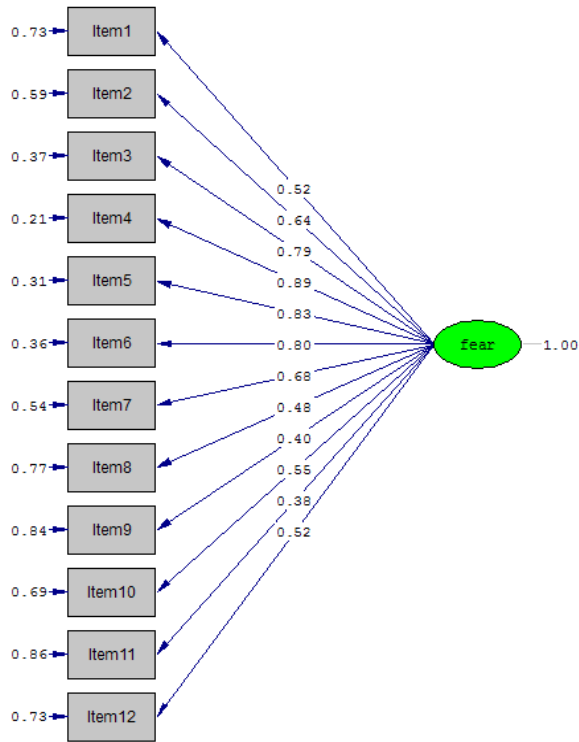 0.73 Item1
0.59 Item2
0.37 Item3
0.52
0.64
0.21 Item4
0.79
0.89
0.31 Item5
0.83
0.36 Item6 0.80 fear 1.00
0.68
0.54 Item7
0.48
0.40
0.77 Item8
0.55
0.38
0.84 Item9
0.52
0.69 Item10
0.86 Item11
0.73 Item12